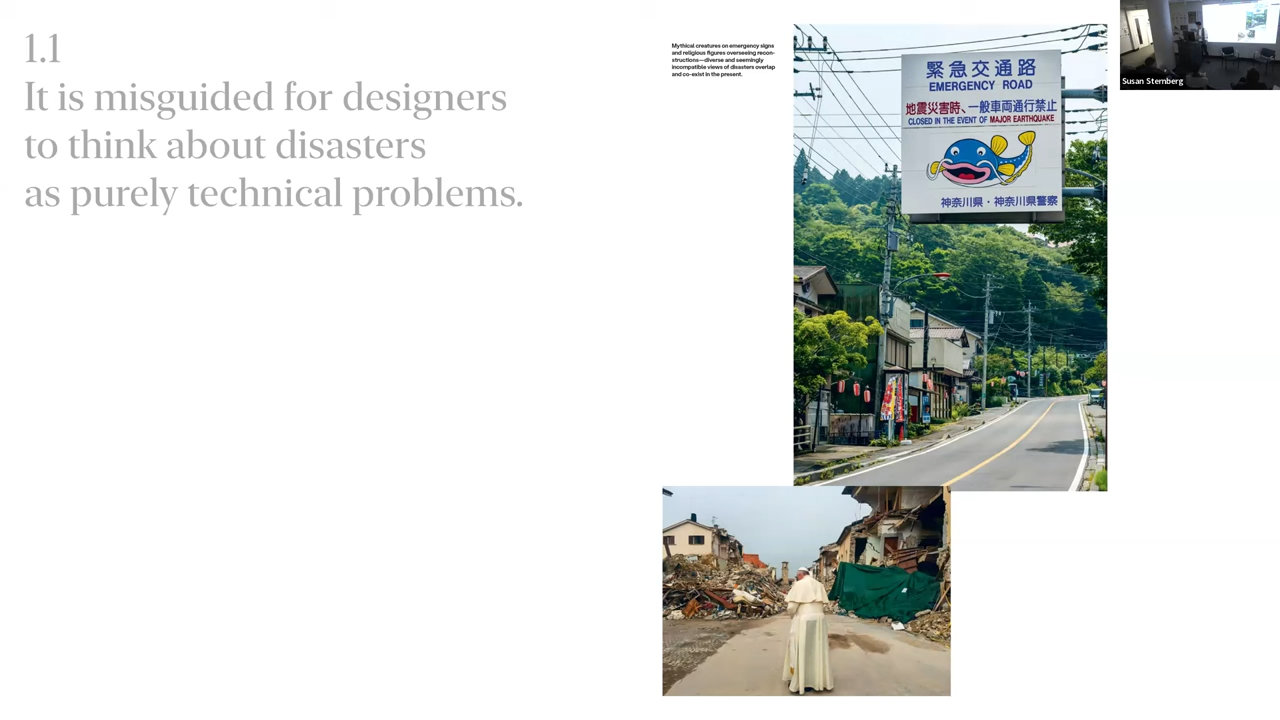 1.1
It is misguided for designers
to think about disasters
as purely technical problems.
Mythical creatures on emergency signs
and religious figures overseeing recon-
structions—diverse and seemingly
incompatible views of disasters overlap
and co-exist in the present.
緊急交通路
EMERGENCY ROAD
地震災害時、一般車両通行禁止
CLOSED IN THE EVENT OF MAJOR EARTHQUAKE
神奈川県・神奈川県警察
Susan Sternberg